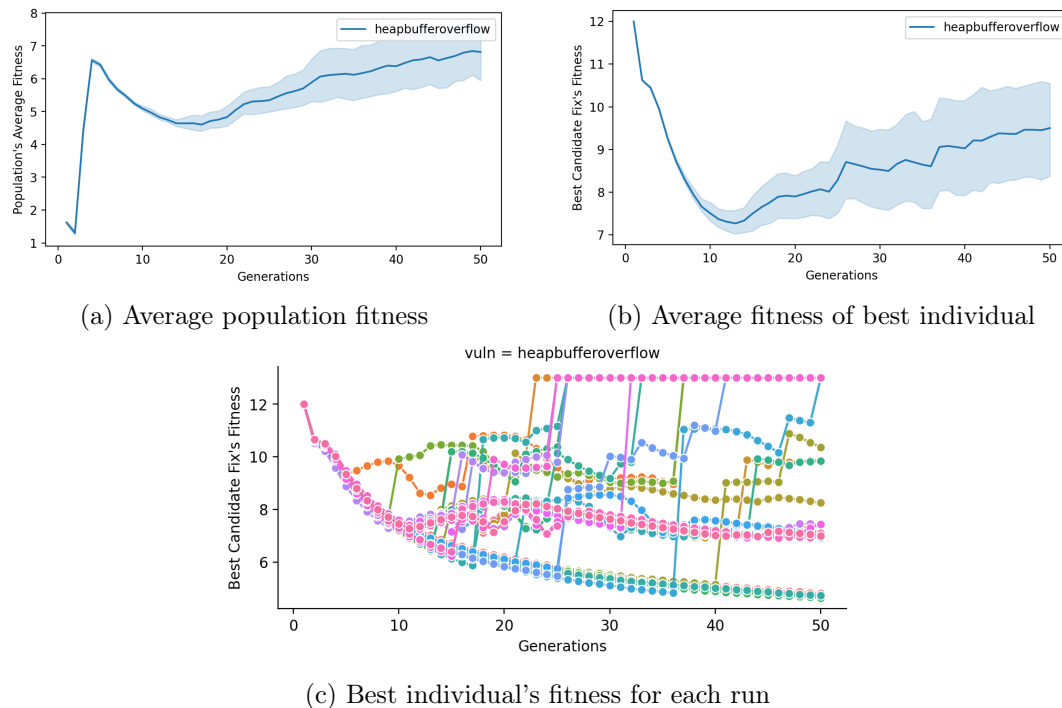 8
7
6
5
4
3
2
1
0 10 20 30 40 50
Population's Average Fitness
Generations
heapbufferoverflow
(a) Average population fitness
12
11
10
9
8
7
0 10 20 30 40 50
Best Candidate Fix's Fitness
Generations
heapbufferoverflow
(b) Average fitness of best individual
vuln = heapbufferoverflow
12
10
8
6
0 10 20 30 40 50
Best Candidate Fix's Fitness
Generations
(c) Best individual's fitness for each run